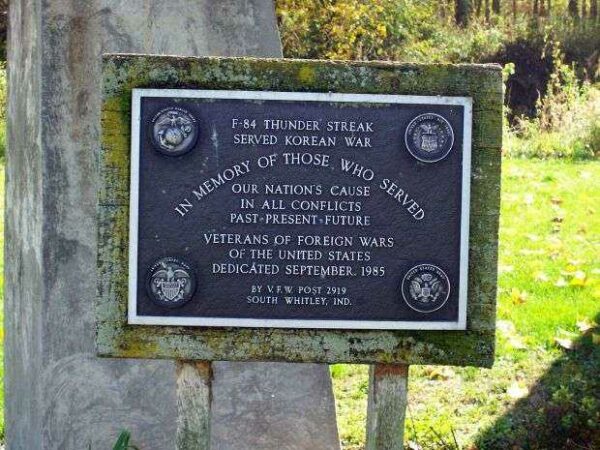 F-84 THUNDER STREAK
SERVED KOREAN WAR
IN MEMORY OF THOSE WHO SERVED
OUR NATION'S CAUSE
IN ALL CONFLICTS
PAST-PRESENT-FUTURE
VETERANS OF FOREIGN WARS
OF THE UNITED STATES
DEDICATED SEPTEMBER, 1985
BY V.F.W. POST 2919
SOUTH WHITLEY, IND.